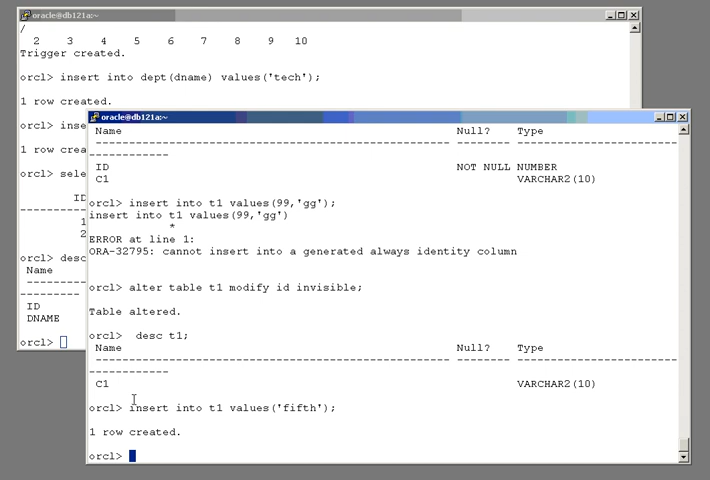 oracle@db121a:~
/
2 3 4 5 6 7 8 9 10
Trigger created.
orcl> insert into dept(dname) values('tech');
1 row created.
orcl> inse
1 row crea
orcl> sele
ID
----------
1
2
orcl> desc
Name
---------
ID
DNAME
orcl>
oracle@db121a:~
Name Null? Type
----------------------------------------- -------- ----------------
------------
ID NOT NULL NUMBER
C1 VARCHAR2(10)
orcl> insert into t1 values(99,'gg');
insert into t1 values(99,'gg')
*
ERROR at line 1:
ORA-32795: cannot insert into a generated always identity column
orcl> alter table t1 modify id invisible;
Table altered.
orcl>  desc t1;
Name Null? Type
----------------------------------------- -------- ----------------
------------
C1 VARCHAR2(10)
orcl> insert into t1 values('fifth');
1 row created.
orcl>